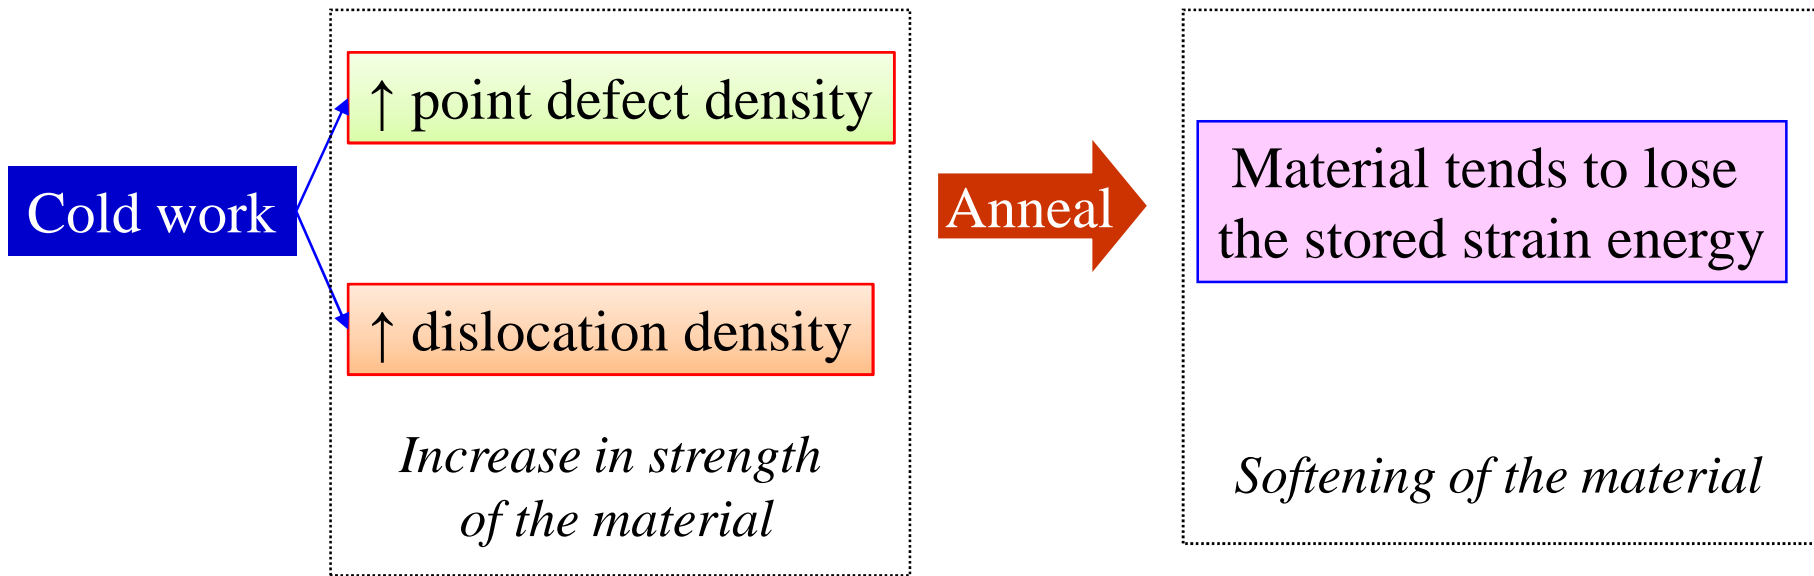 Cold work
↑ point defect density
↑ dislocation density
Increase in strength
of the material
Anneal
Material tends to lose
the stored strain energy
Softening of the material